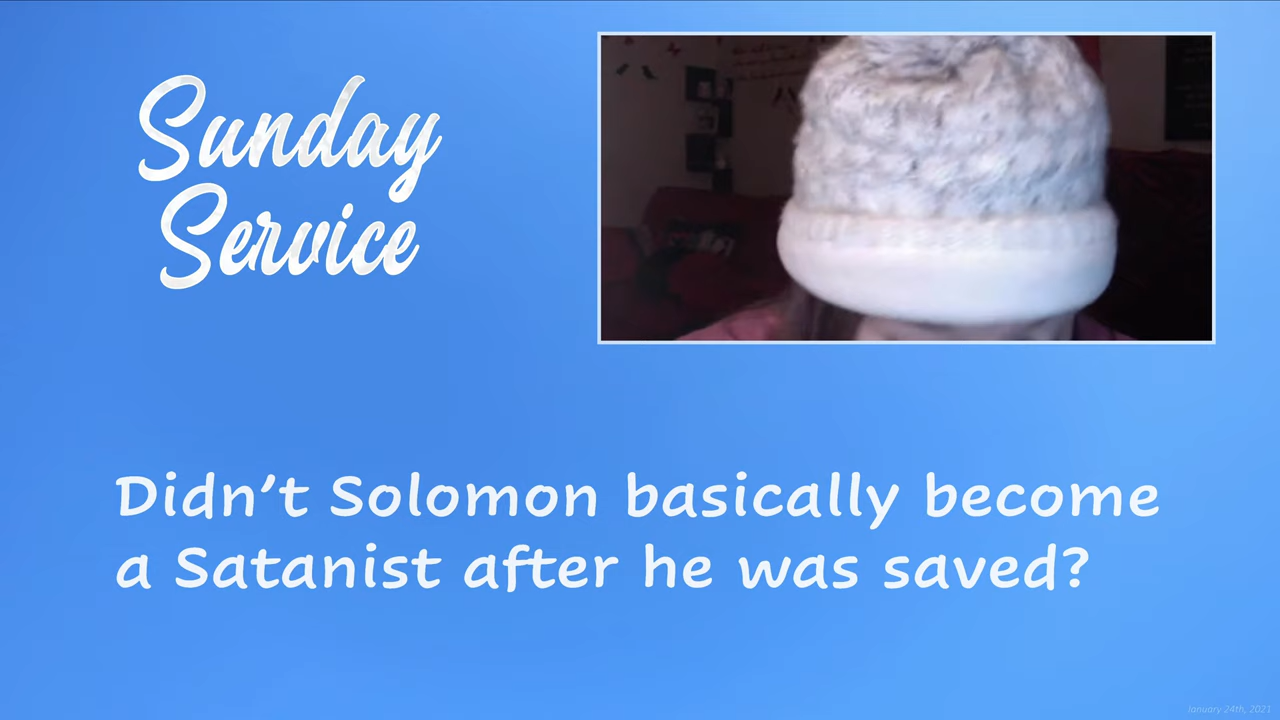 Sunday
Service
Didn't Solomon basically become
a Satanist after he was saved?
January 24th, 2021